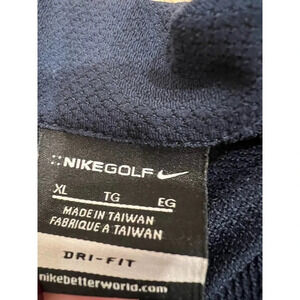 NIKEGOLF
XL TG EG
MADE IN TAIWAN
FABRIQUE A TAIWAN
DRI-FIT
nikebetterworld.com